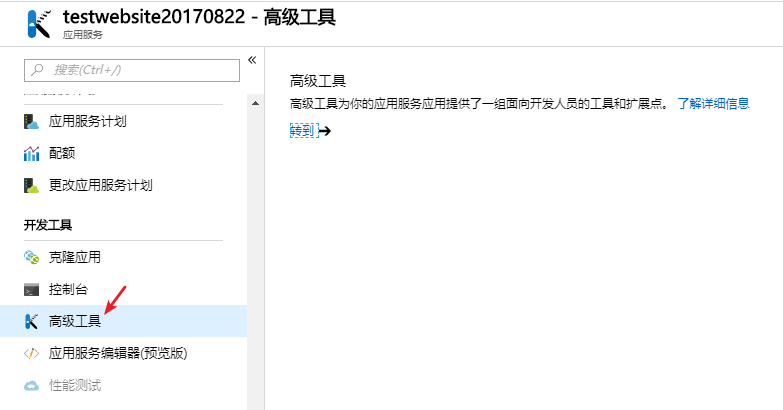 testwebsite20170822 - 高级工具
应用服务
搜索(Ctrl+/)
应用服务计划
配额
更改应用服务计划
开发工具
克隆应用
控制台
高级工具
应用服务编辑器(预览版)
性能测试
高级工具
高级工具为你的应用服务应用提供了一组面向开发人员的工具和扩展点。 了解详细信息
转到